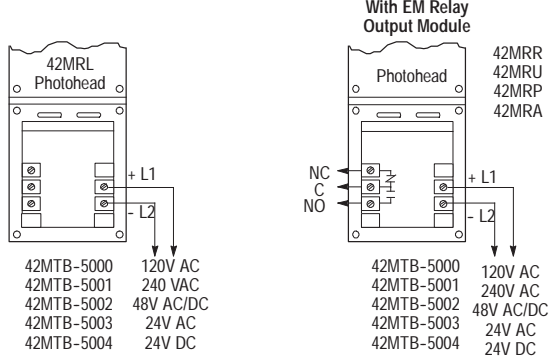 42MRL
Photohead
+ L1
- L2
42MTB-5000 120V AC
42MTB-5001 240 VAC
42MTB-5002 48V AC/DC
42MTB-5003 24V AC
42MTB-5004 24V DC
With EM Relay
Output Module
Photohead
42MRR
42MRU
42MRP
42MRA
NC
C
NO
+ L1
- L2
42MTB-5000 120V AC
42MTB-5001 240V AC
42MTB-5002 48V AC/DC
42MTB-5003 24V AC
42MTB-5004 24V DC